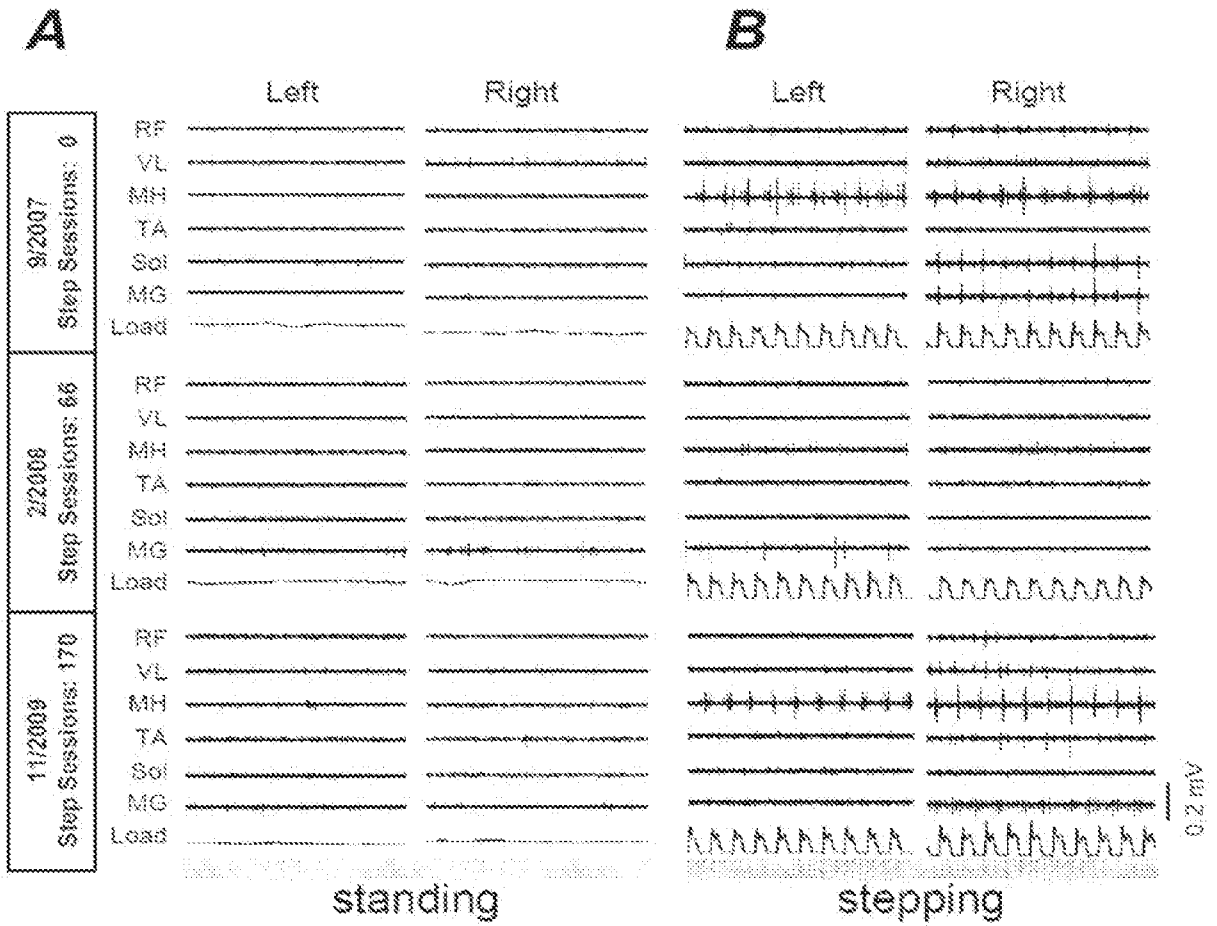 A B
Left Right Left Right
9/2007
Step Sessions: 0
RF
VL
MH
TA
Sol
MG
Load
2/2008
Step Sessions: 66
RF
VL
MH
TA
Sol
MG
Load
11/2009
Step Sessions: 170
RF
VL
MH
TA
Sol
MG
Load
0.2 mV
standing stepping